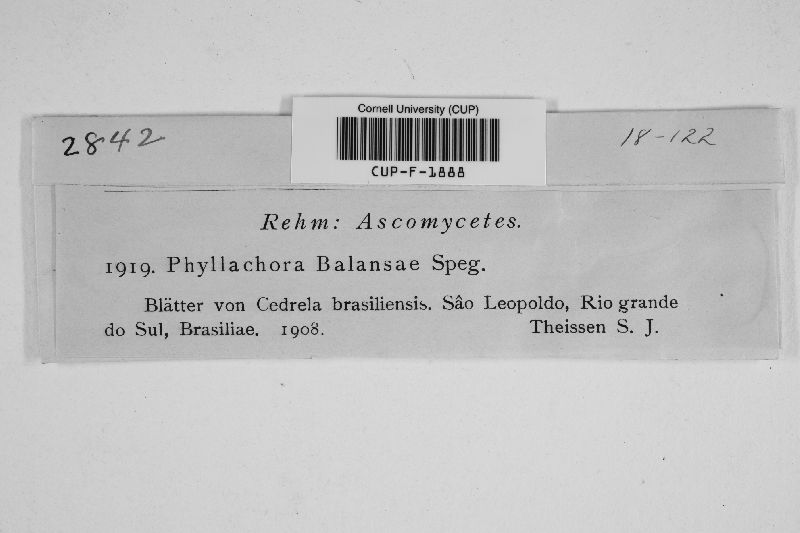 Cornell University (CUP)
CUP-F-1888
2842
18-122
Rehm: Ascomycetes.
1919. Phyllachora Balansae Speg.
Blätter von Cedrela brasiliensis. Sâo Leopoldo, Rio grande
do Sul, Brasiliae. 1908. Theissen S. J.